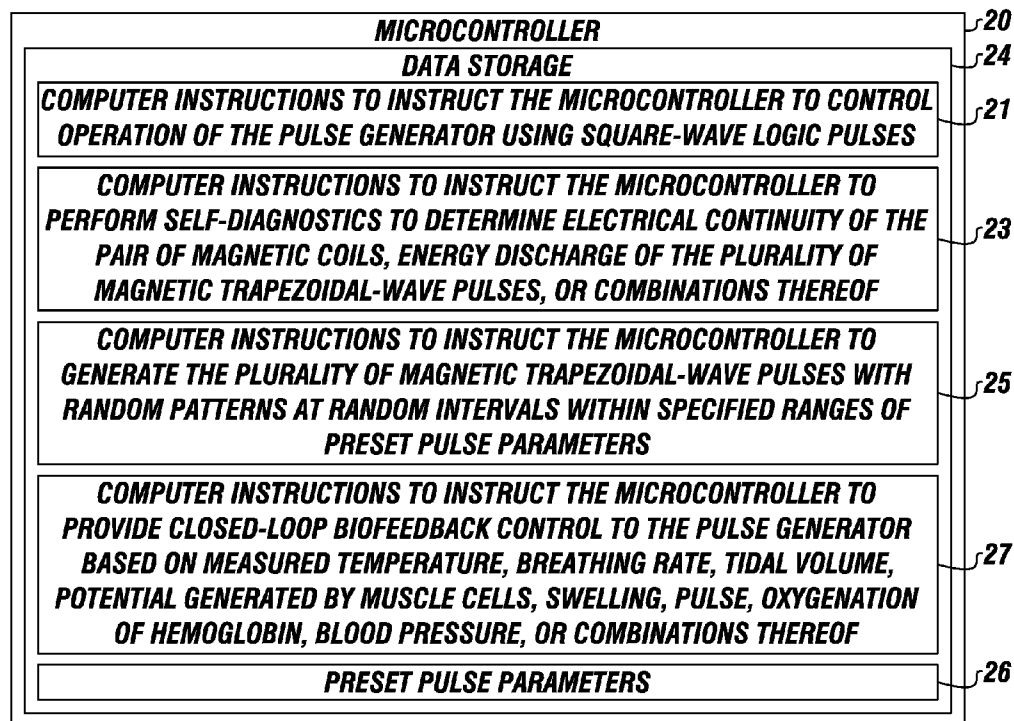 MICROCONTROLLER
20
DATA STORAGE
24
COMPUTER INSTRUCTIONS TO INSTRUCT THE MICROCONTROLLER TO CONTROL
OPERATION OF THE PULSE GENERATOR USING SQUARE-WAVE LOGIC PULSES
21
COMPUTER INSTRUCTIONS TO INSTRUCT THE MICROCONTROLLER TO
PERFORM SELF-DIAGNOSTICS TO DETERMINE ELECTRICAL CONTINUITY OF THE
PAIR OF MAGNETIC COILS, ENERGY DISCHARGE OF THE PLURALITY OF
MAGNETIC TRAPEZOIDAL-WAVE PULSES, OR COMBINATIONS THEREOF
23
COMPUTER INSTRUCTIONS TO INSTRUCT THE MICROCONTROLLER TO
GENERATE THE PLURALITY OF MAGNETIC TRAPEZOIDAL-WAVE PULSES WITH
RANDOM PATTERNS AT RANDOM INTERVALS WITHIN SPECIFIED RANGES OF
PRESET PULSE PARAMETERS
25
COMPUTER INSTRUCTIONS TO INSTRUCT THE MICROCONTROLLER TO
PROVIDE CLOSED-LOOP BIOFEEDBACK CONTROL TO THE PULSE GENERATOR
BASED ON MEASURED TEMPERATURE, BREATHING RATE, TIDAL VOLUME,
POTENTIAL GENERATED BY MUSCLE CELLS, SWELLING, PULSE, OXYGENATION
OF HEMOGLOBIN, BLOOD PRESSURE, OR COMBINATIONS THEREOF
27
PRESET PULSE PARAMETERS
26